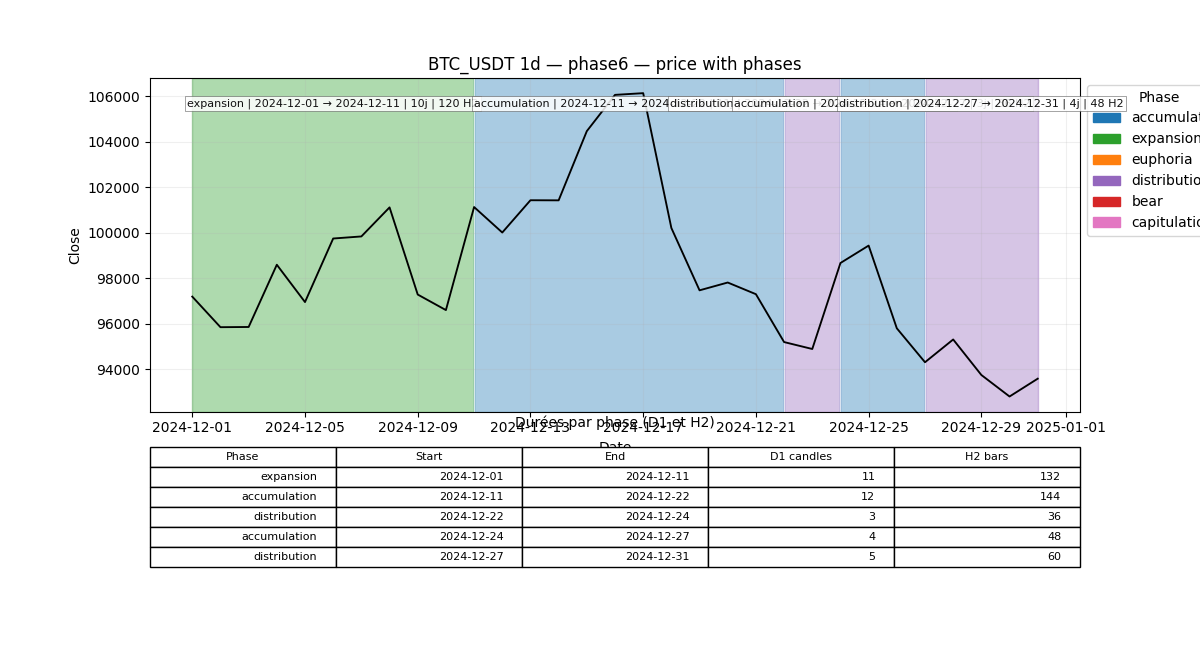 BTC_USDT 1d — phase6 — price with phases
expansion | 2024-12-01 → 2024-12-11 | 10j | 120 H
accumulation | 2024-12-11 → 2024
distribution
accumulation | 202
distribution | 2024-12-27 → 2024-12-31 | 4j | 48 H2
Phase
accumulat
expansion
euphoria
distributio
bear
capitulatio
106000
104000
102000
100000
98000
96000
94000
Close
2024-12-01 2024-12-05 2024-12-09 2024-12-13 2024-12-17 2024-12-21 2024-12-25 2024-12-29 2025-01-01
Durées par phase (D1 et H2)
Date
Phase Start End D1 candles H2 bars
expansion 2024-12-01 2024-12-11 11 132
accumulation 2024-12-11 2024-12-22 12 144
distribution 2024-12-22 2024-12-24 3 36
accumulation 2024-12-24 2024-12-27 4 48
distribution 2024-12-27 2024-12-31 5 60